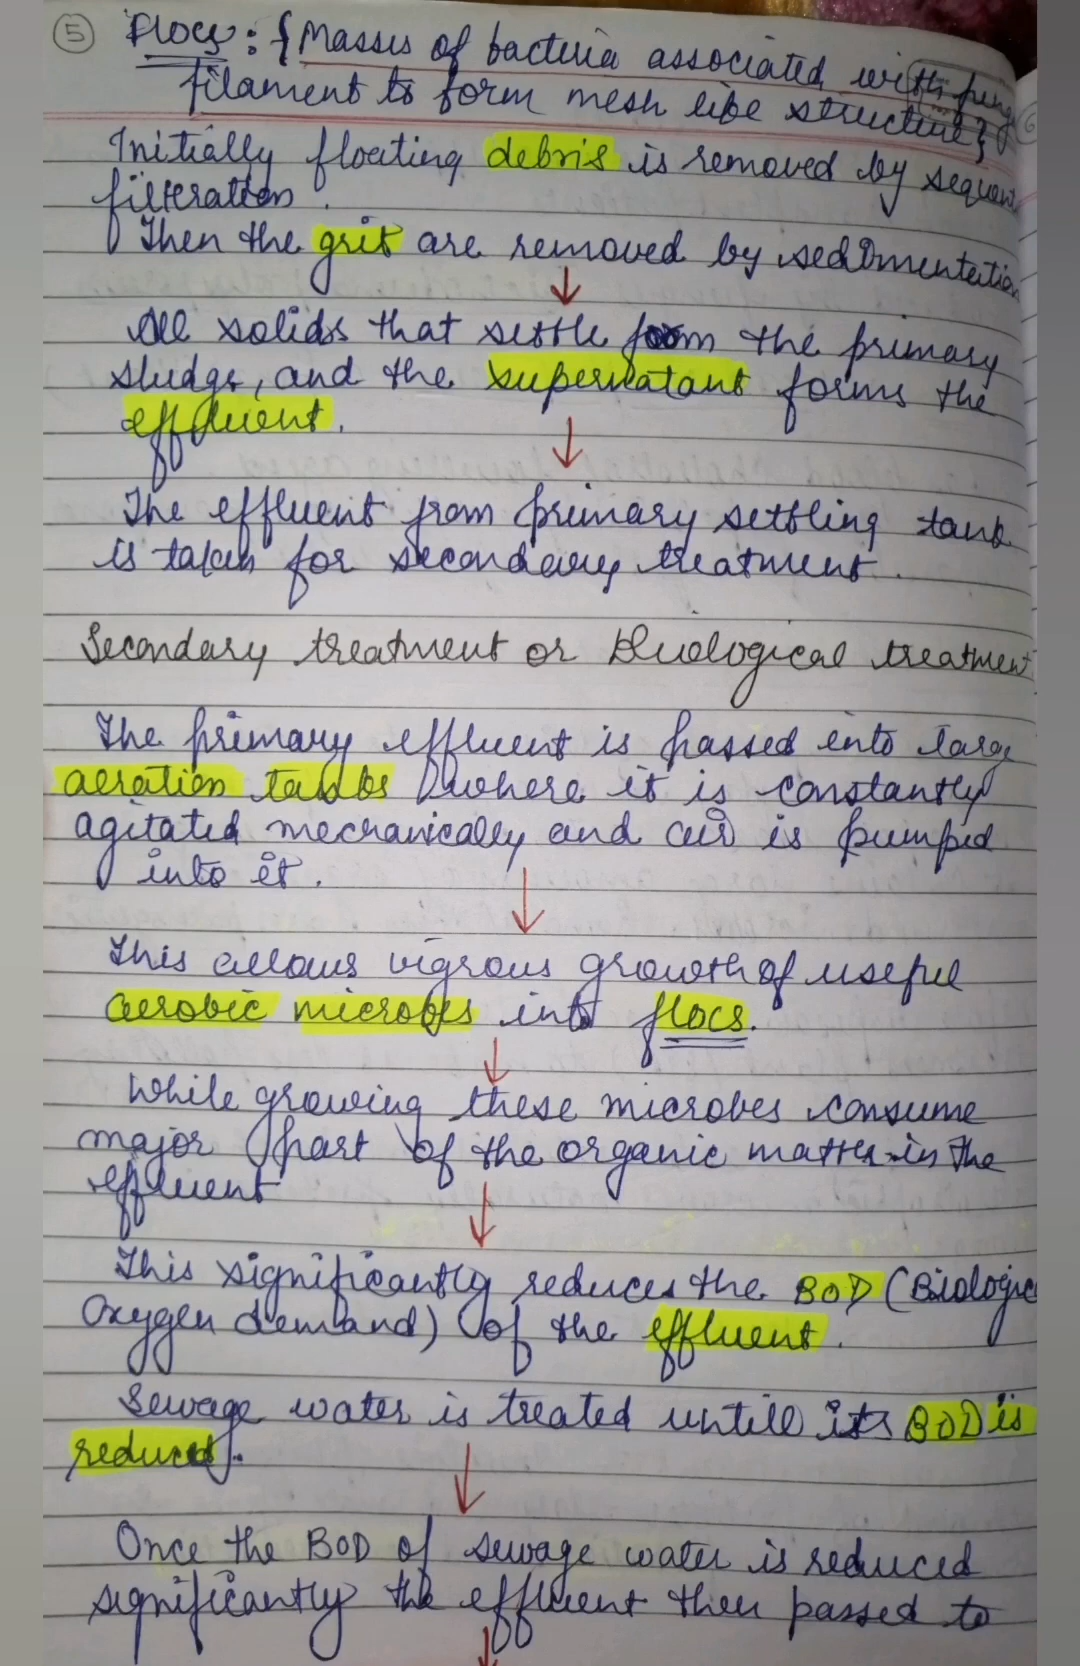 5
Flocs : {Masses of bacteria associated with fungi
filament to form mesh like structure}
Initially floating debris is removed by sequen
filteration.
Then the grit are removed by sedimentation
↓
All solids that settle form the primary
sludge, and the supernatant forms the
effluent.
↓
The effluent from primary settling tank
is taken for secondary treatment.
Secondary treatment or Biological treatment
The primary effluent is passed into large
aeration tanks where it is constantly
agitated mechanically and air is pumped
into it.
↓
This allows vigrous growth of useful
aerobic microbes into flocs.
↓
While growing these microbes consume
major part of the organic matter in the
effluent
↓
This significantly reduces the BOD (Biologic
Oxygen demand) of the effluent.
Sewage water is treated untill its BOD is
reduced.
↓
Once the BOD of sewage water is reduced
significantly the effluent then passed to
↓